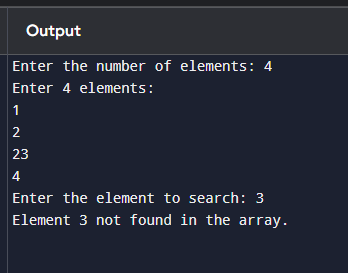 Output
Enter the number of elements: 4
Enter 4 elements:
1
2
23
4
Enter the element to search: 3
Element 3 not found in the array.